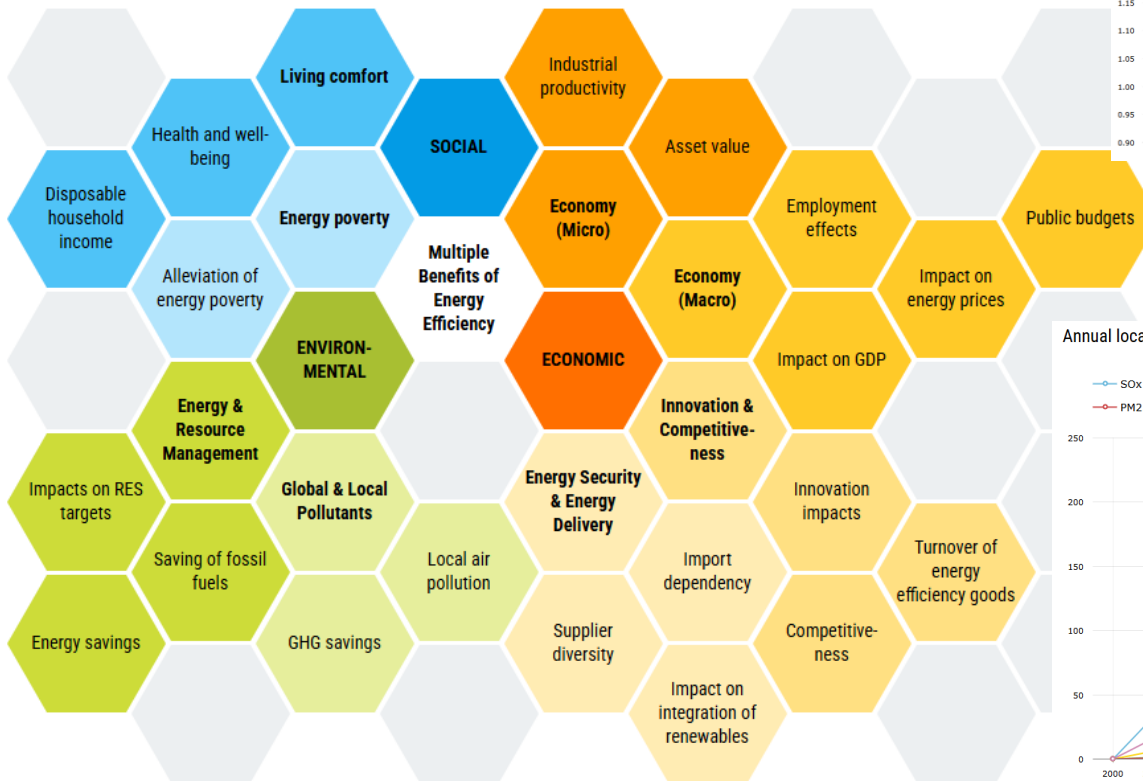 Living comfort
Health and well-
being
SOCIAL
Disposable
household
income
Energy poverty
Alleviation of
energy poverty
Multiple
Benefits of
Energy
Efficiency
Industrial
productivity
Asset value
Economy
(Micro)
Employment
effects
Public budgets
Economy
(Macro)
Impact on
energy prices
ENVIRON-
MENTAL
ECONOMIC
Impact on GDP
Energy &
Resource
Management
Innovation &
Competitive-
ness
Impacts on RES
targets
Global & Local
Pollutants
Energy Security
& Energy
Delivery
Innovation
impacts
Saving of fossil
fuels
Local air
pollution
Import
dependency
Turnover of
energy
efficiency goods
Energy savings
GHG savings
Supplier
diversity
Competitive-
ness
Impact on
integration of
renewables
1.15
1.10
1.05
1.00
0.95
0.90
Annual loca
SOx
PM2
250
200
150
100
50
0
2000